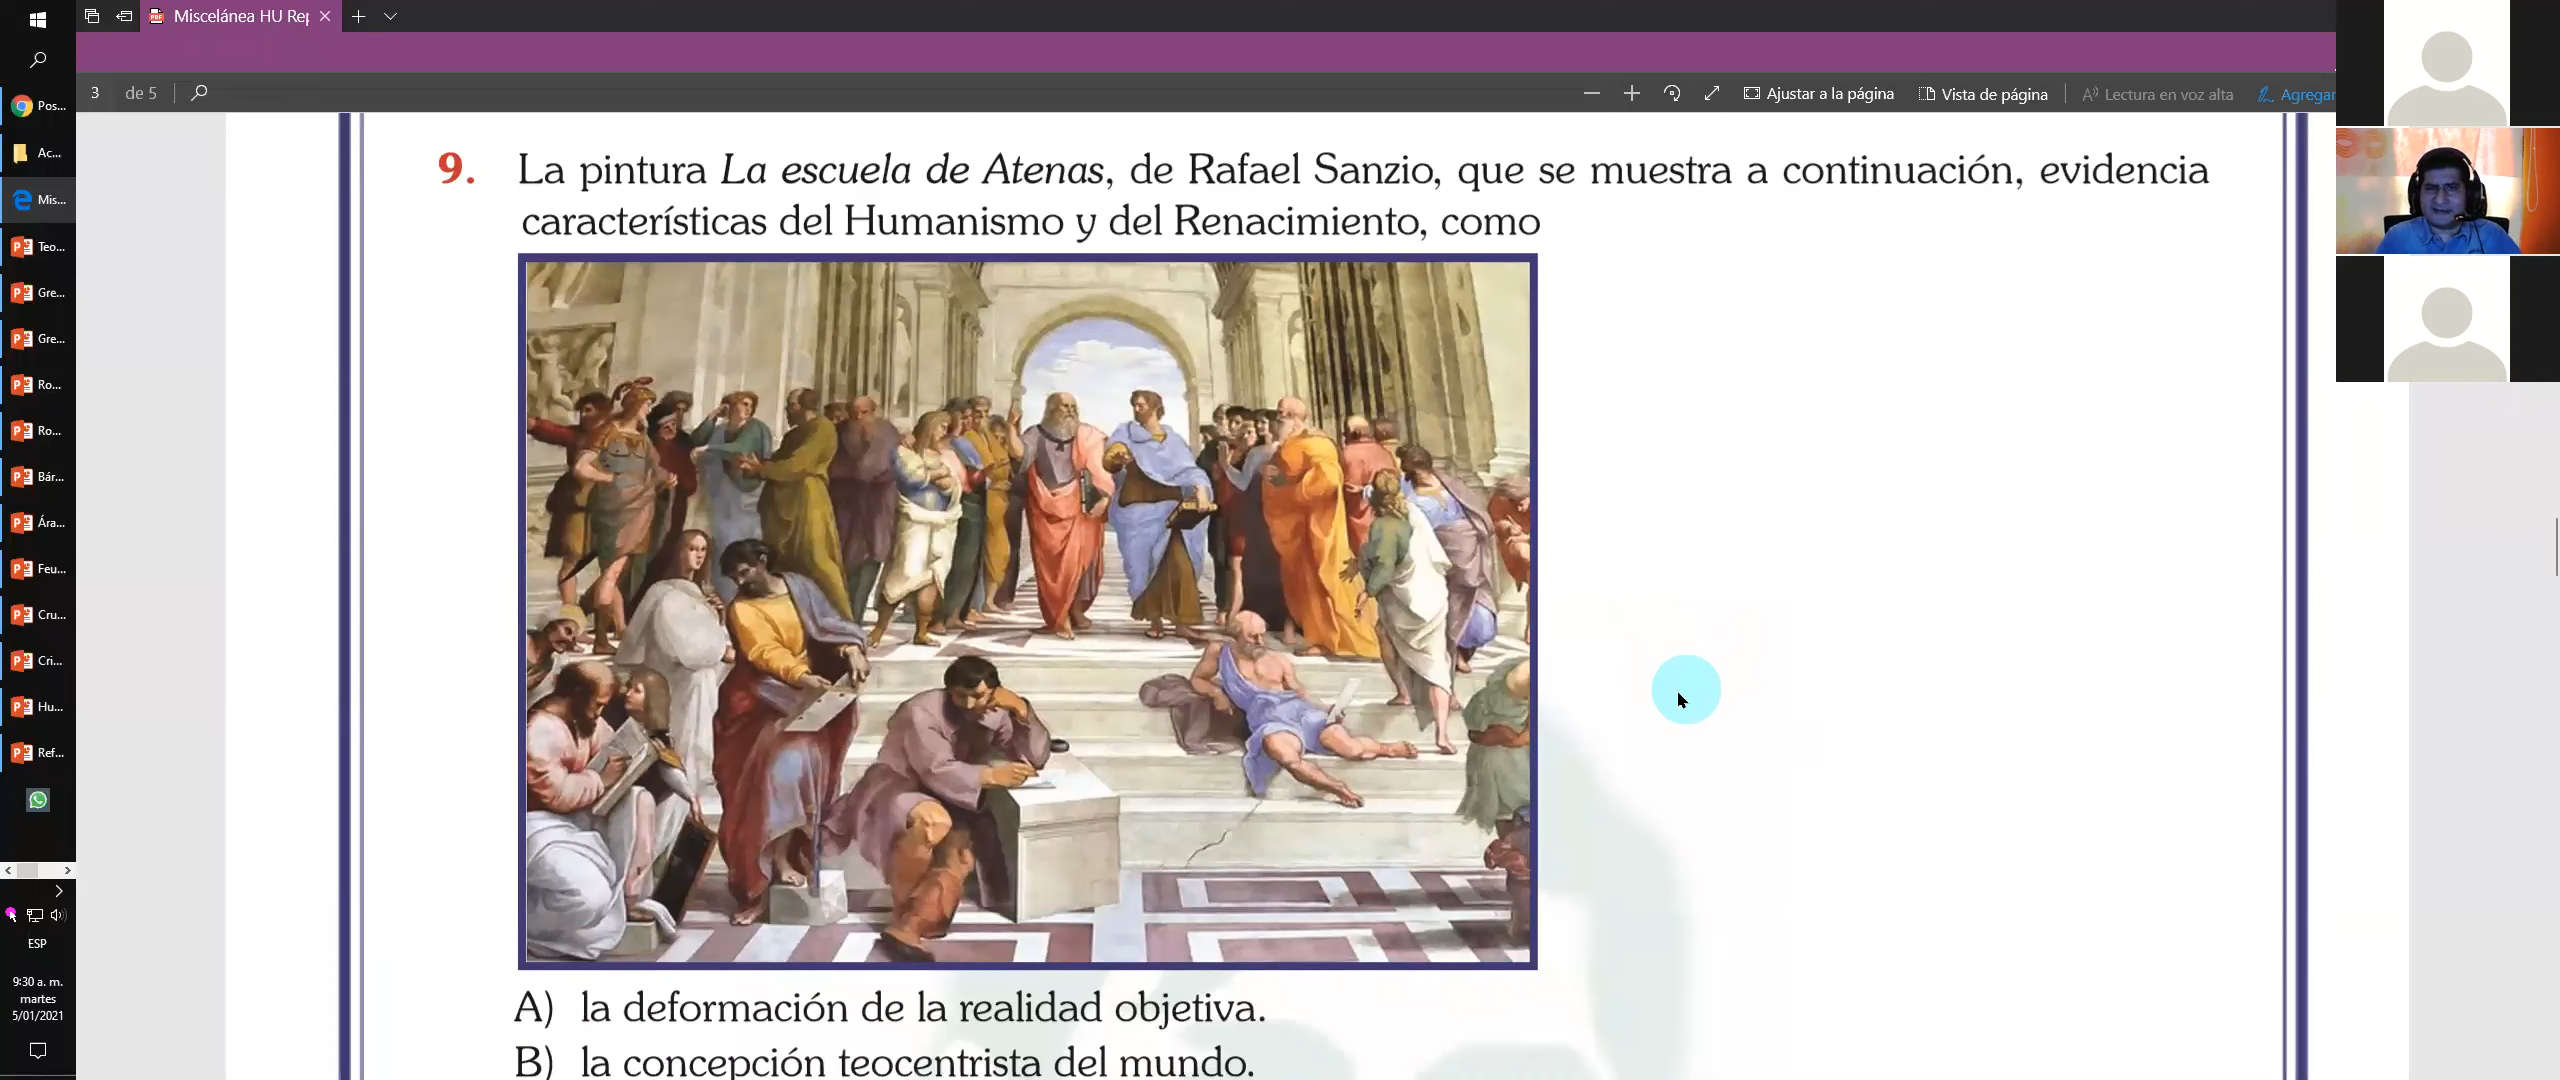 Miscelánea HU Rep
3 de 5
Ajustar a la página
Vista de página
Lectura en voz alta
Agregar
Pos...
Ac...
Mis...
Teo...
Gre...
Gre...
Ro...
Ro...
Bár...
Ára...
Feu...
Cru...
Cri...
Hu...
Ref...
ESP
9:30 a. m.
martes
5/01/2021
9. La pintura La escuela de Atenas, de Rafael Sanzio, que se muestra a continuación, evidencia
características del Humanismo y del Renacimiento, como
A) la deformación de la realidad objetiva.
B) la concepción teocentrista del mundo.